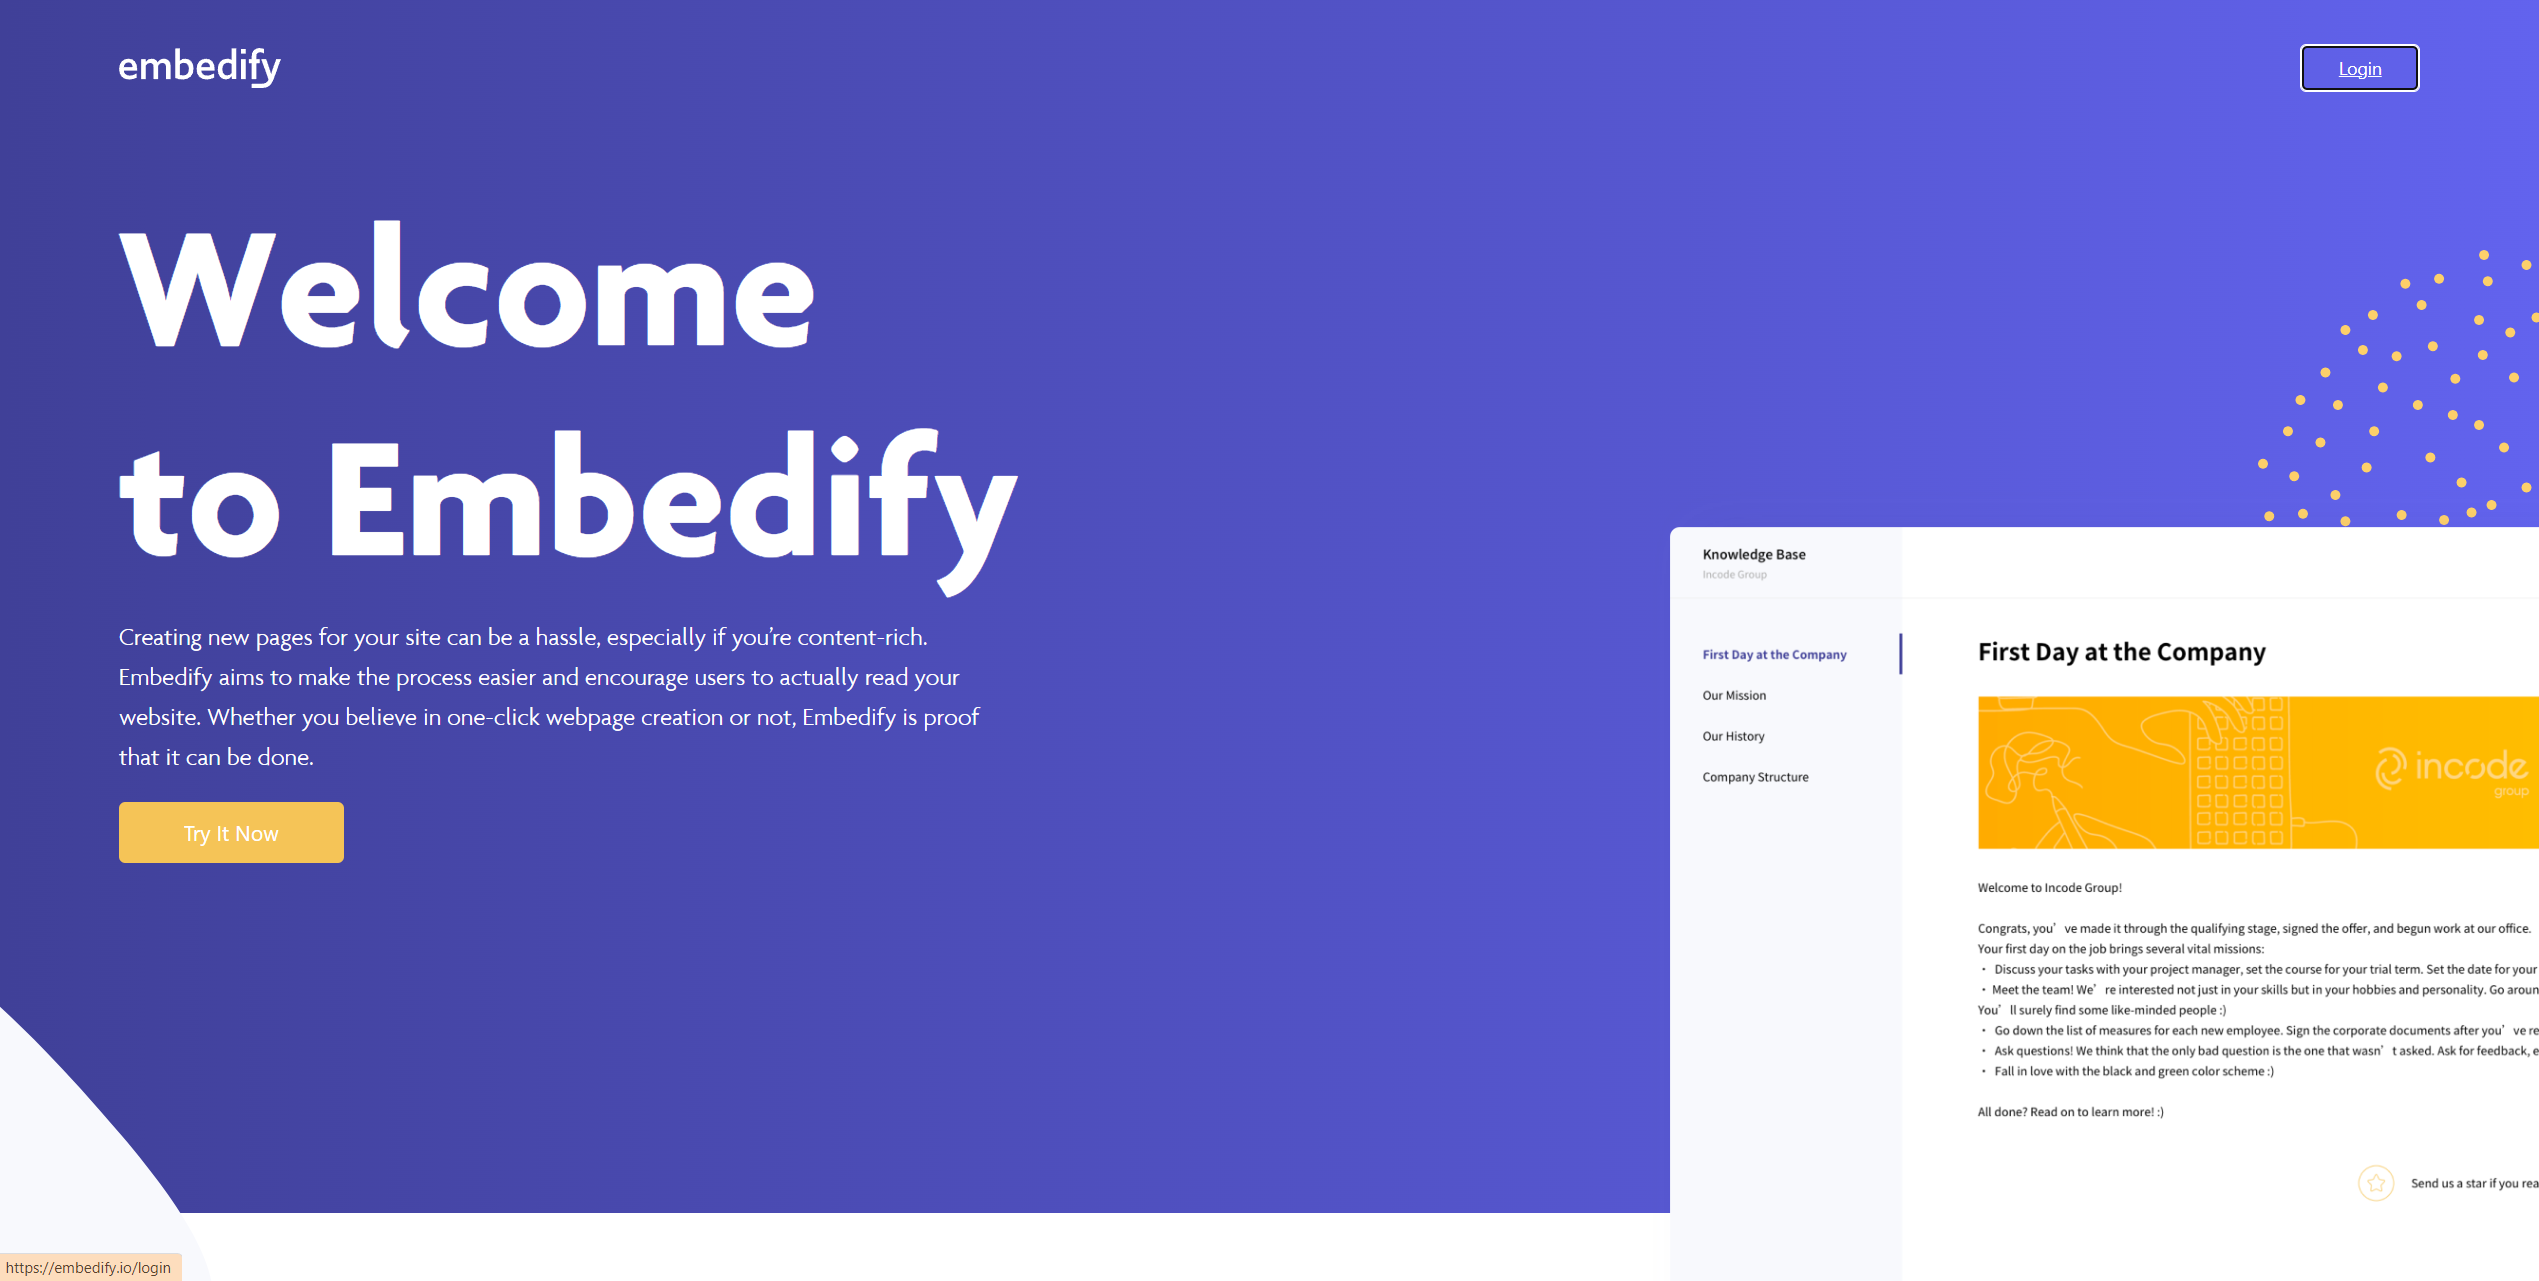 embedify
Login
Welcome
to Embedify
Creating new pages for your site can be a hassle, especially if you’re content-rich.
Embedify aims to make the process easier and encourage users to actually read your
website. Whether you believe in one-click webpage creation or not, Embedify is proof
that it can be done.
Try It Now
Knowledge Base
Incode Group
First Day at the Company
Our Mission
Our History
Company Structure
First Day at the Company
incode
group
Welcome to Incode Group!
Congrats, you’ve made it through the qualifying stage, signed the offer, and begun work at our office.
Your first day on the job brings several vital missions:
• Discuss your tasks with your project manager, set the course for your trial term. Set the date for your
• Meet the team! We’re interested not just in your skills but in your hobbies and personality. Go aroun
You’ll surely find some like-minded people :)
• Go down the list of measures for each new employee. Sign the corporate documents after you’ve re
• Ask questions! We think that the only bad question is the one that wasn’t asked. Ask for feedback, e
• Fall in love with the black and green color scheme :)
All done? Read on to learn more! :)
Send us a star if you rea
https://embedify.io/login